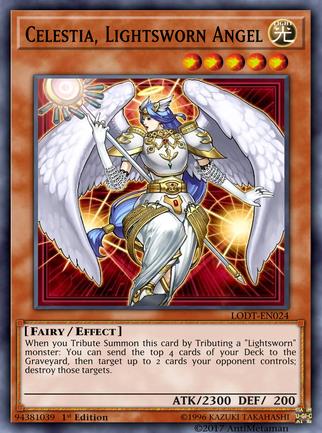 Celestia, Lightsworn Angel
LIGHT
光
LODT-EN024
[ Fairy / Effect ]
When you Tribute Summon this card by Tributing a "Lightsworn"
monster: You can send the top 4 cards of your Deck to the
Graveyard, then target up to 2 cards your opponent controls;
destroy those targets.
ATK/2300 DEF/ 200
94381039 1st Edition ©1996 KAZUKI TAKAHASHI
©2017 AntiMetaman